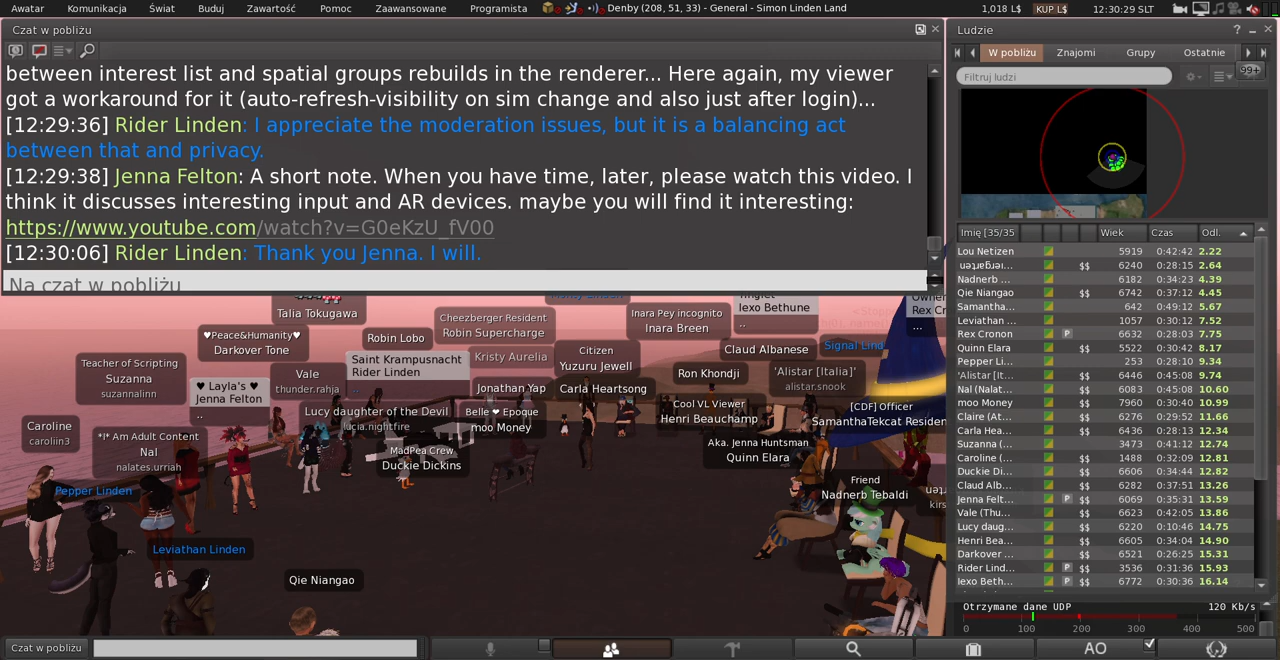 Awatar Komunikacja Świat Buduj Zawartość Pomoc Zaawansowane Programista Denby (208, 51, 33) - General - Simon Linden Land 1,018 L$ KUP L$ 12:30:29 SLT
Czat w pobliżu
between interest list and spatial groups rebuilds in the renderer... Here again, my viewer
got a workaround for it (auto-refresh-visibility on sim change and also just after login)...
[12:29:36] Rider Linden: I appreciate the moderation issues, but it is a balancing act
between that and privacy.
[12:29:38] Jenna Felton: A short note. When you have time, later, please watch this video. I
think it discusses interesting input and AR devices. maybe you will find it interesting:
https://www.youtube.com/watch?v=G0eKzU_fV00
[12:30:06] Rider Linden: Thank you Jenna. I will.
Na czat w pobliżu
Talia Tokugawa
♥Peace&Humanity♥
Darkover Tone
Robin Lobo
Cheezberger Resident
Robin Supercharge
Inara Pey incognito
Inara Breen
Iexo Bethune
..
Rex Cr
...
Claud Albanese
Signal Lind
Teacher of Scripting
Suzanna
suzannalinn
Saint Krampusnacht
Rider Linden
..
Kristy Aurelia
Citizen
Yuzuru Jewell
Vale
thunder.rahja
♥ Layla's ♥
Jenna Felton
..
Jonathan Yap
Carla Heartsong
Ron Khondji
'Alistar [Italia]'
alistar.snook
Lucy daughter of the Devil
lucia.nightfire
Belle ❤ Epoque
moo Money
Cool VL Viewer
Henri Beauchamp
[CDF] Officer
SamanthaTekcat Residen
Caroline
caroliin3
*I* Am Adult Content
Nal
nalates.urriah
MadPea Crew
Duckie Dickins
Aka. Jenna Huntsman
Quinn Elara
Friend
Nadnerb Tebaldi
Pepper Linden
Leviathan Linden
Qie Niangao
Ludzie
W pobliżu Znajomi Grupy Ostatnie
Filtruj ludzi
99+
Imię [35/35 Wiek Czas Odl.
Lou Netizen 5919 0:42:42 2.22
$$ 6240 0:28:15 2.64
Nadnerb ... 6182 0:34:23 4.39
Qie Niangao $$ 6742 0:37:12 4.45
Samantha... 642 0:49:12 5.67
Leviathan ... 1057 0:30:12 7.52
Rex Cronon P 6632 0:28:03 7.75
Quinn Elara $$ 5522 0:30:42 8.17
Pepper Li... 253 0:28:10 9.34
'Alistar [It... $$ 6446 0:45:08 9.74
Nal (Nalat... $$ 6083 0:45:08 10.60
moo Money $$ 7960 0:30:40 10.99
Claire (At... $$ 6276 0:29:52 11.66
Carla Hea... $$ 6436 0:28:13 12.34
Suzanna (... 3473 0:41:12 12.74
Caroline (... $$ 1488 0:32:09 12.81
Duckie Di... $$ 6606 0:34:44 12.82
Claud Alb... $$ 6282 0:37:51 13.26
Jenna Felt... P $$ 6069 0:35:31 13.59
Vale (Thu... $$ 6623 0:42:05 13.86
Lucy daug... $$ 6220 0:10:46 14.75
Henri Bea... $$ 6605 0:34:04 14.90
Darkover ... $$ 6521 0:26:25 15.31
Rider Lind... P $$ 3536 0:31:36 15.93
Iexo Beth... P $$ 6772 0:30:36 16.14
Otrzymane dane UDP 120 Kb/s
0 100 200 300 400 500
Czat w pobliżu
AO